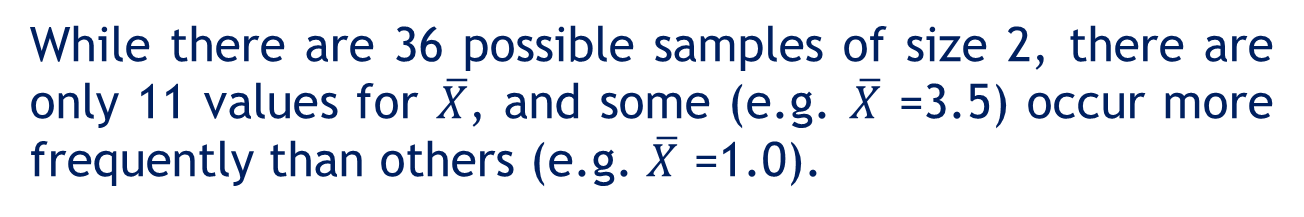 While there are 36 possible samples of size 2, there are
only 11 values for X̅, and some (e.g. X̅ =3.5) occur more
frequently than others (e.g. X̅ =1.0).